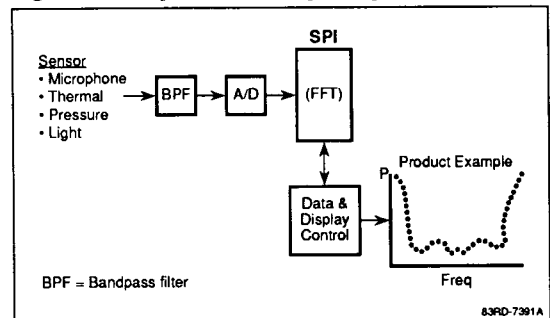 SPI
Sensor
• Microphone
• Thermal
• Pressure
• Light
BPF
A/D
(FFT)
Data &
Display
Control
Product Example
P
Freq
BPF = Bandpass filter
83RD-7391A